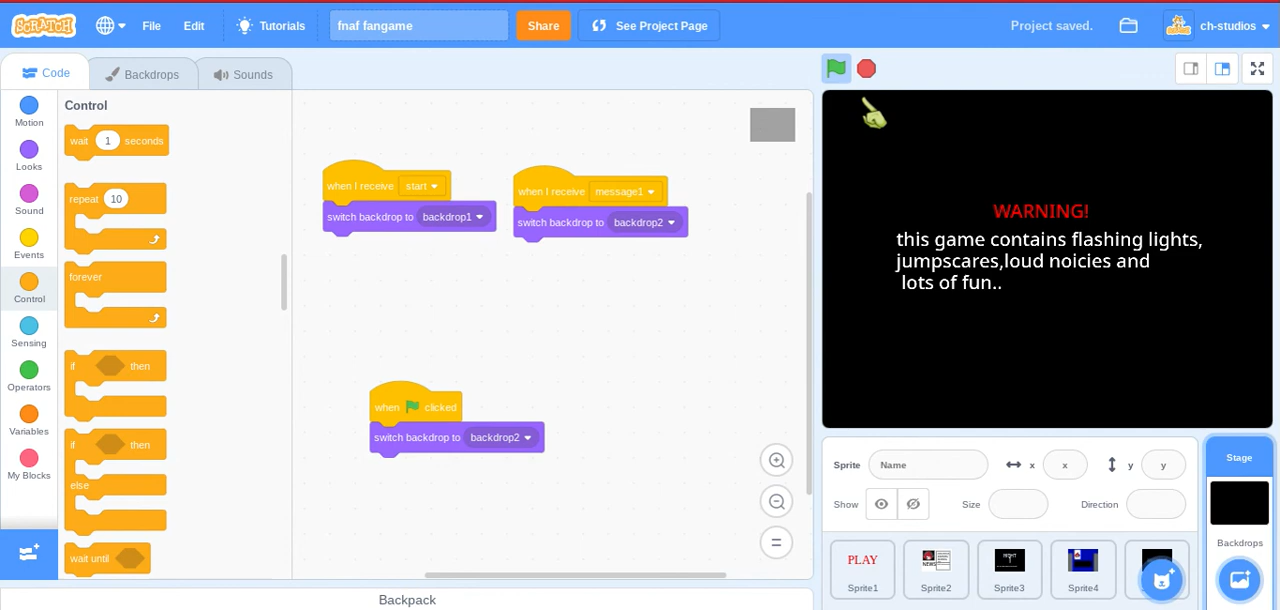 SCRATCH
File
Edit
Tutorials
fnaf fangame
Share
See Project Page
Project saved.
ch-studios
Code
Backdrops
Sounds
Motion
Looks
Sound
Events
Control
Sensing
Operators
Variables
My Blocks
Control
wait 1 seconds
repeat 10
forever
if then
if then
else
wait until
when I receive start
switch backdrop to backdrop1
when I receive message1
switch backdrop to backdrop2
when clicked
switch backdrop to backdrop2
Backpack
WARNING!
this game contains flashing lights,
jumpscares,loud noicies and
lots of fun..
Sprite Name
x x
y y
Show
Size
Direction
Stage
Backdrops
PLAY
Sprite1
NEWS
Sprite2
Sprite3
Sprite4